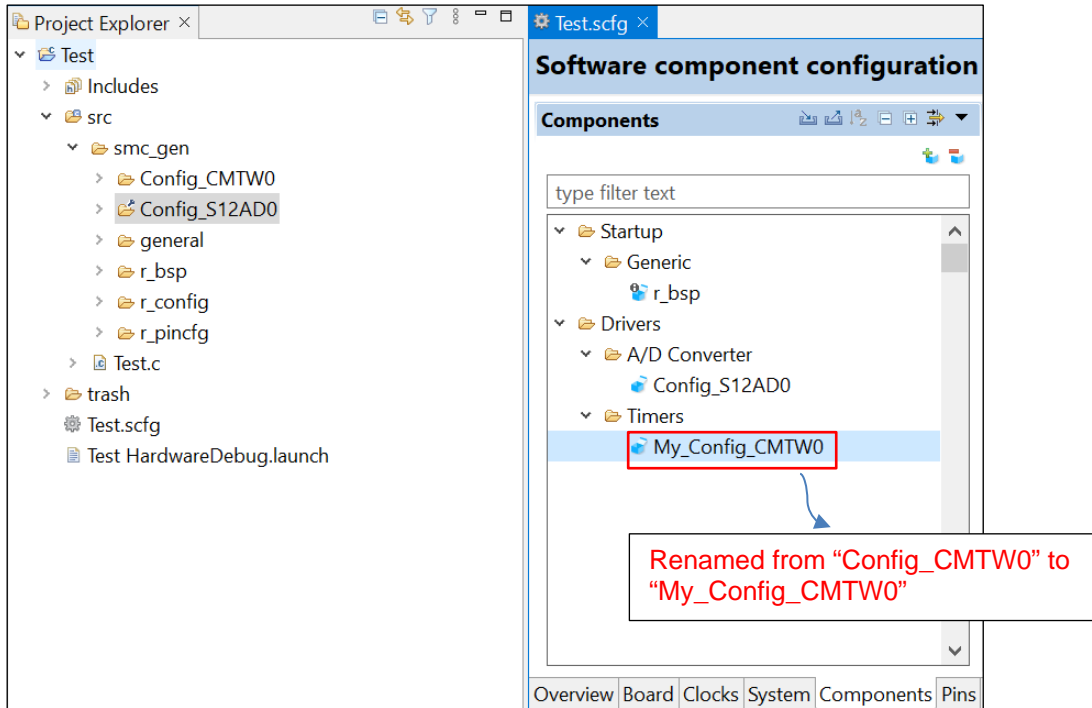 Project Explorer
Test
Includes
src
smc_gen
Config_CMTW0
Config_S12AD0
general
r_bsp
r_config
r_pincfg
Test.c
trash
Test.scfg
Test HardwareDebug.launch
Test.scfg
Software component configuration
Components
type filter text
Startup
Generic
r_bsp
Drivers
A/D Converter
Config_S12AD0
Timers
My_Config_CMTW0
Renamed from “Config_CMTW0” to
“My_Config_CMTW0”
Overview Board Clocks System Components Pins